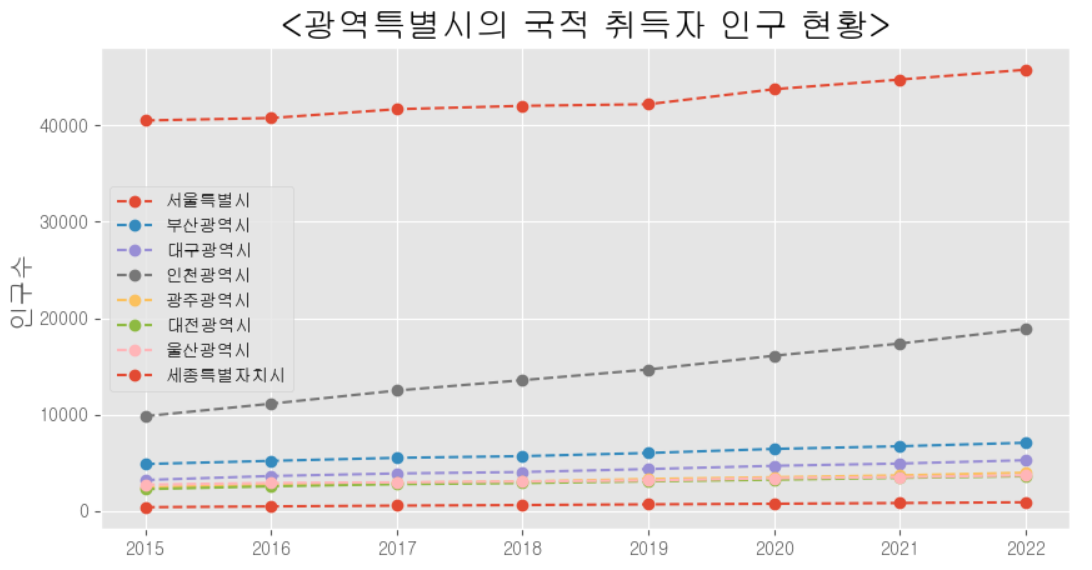 <광역특별시의 국적 취득자 인구 현황>
40000
30000
20000
10000
0
인구수
서울특별시
부산광역시
대구광역시
인천광역시
광주광역시
대전광역시
울산광역시
세종특별자치시
2015 2016 2017 2018 2019 2020 2021 2022